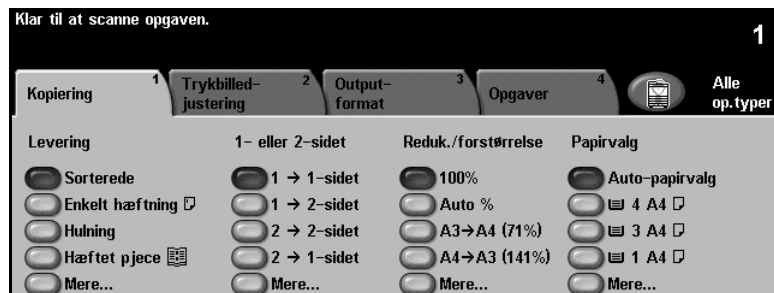 Klar til at scanne opgaven.
1
Kopiering 1
Trykbilled-
justering 2
Output-
format 3
Opgaver 4
Alle
op.typer
Levering
Sorterede
Enkelt hæftning
Hulning
Hæftet pjece
Mere...
1- eller 2-sidet
1 → 1-sidet
1 → 2-sidet
2 → 2-sidet
2 → 1-sidet
Mere...
Reduk./forstørrelse
100%
Auto %
A3→A4 (71%)
A4→A3 (141%)
Mere...
Papirvalg
Auto-papirvalg
4 A4
3 A4
1 A4
Mere...